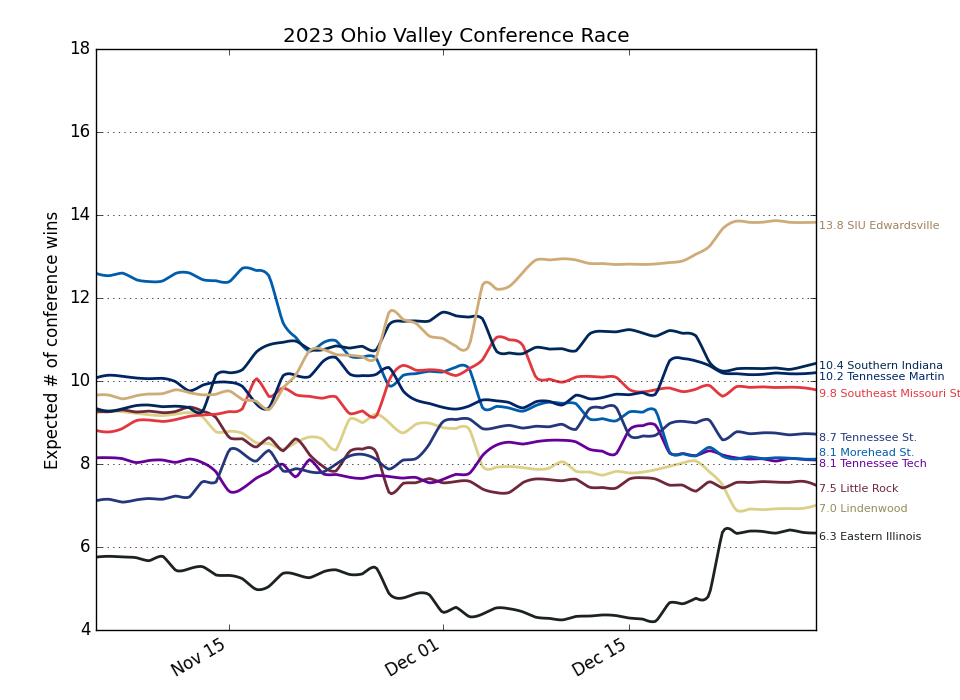 2023 Ohio Valley Conference Race
Expected # of conference wins
18
16
14
12
10
8
6
4
Nov 15
Dec 01
Dec 15
13.8 SIU Edwardsville
10.4 Southern Indiana
10.2 Tennessee Martin
9.8 Southeast Missouri St
8.7 Tennessee St.
8.1 Morehead St.
8.1 Tennessee Tech
7.5 Little Rock
7.0 Lindenwood
6.3 Eastern Illinois